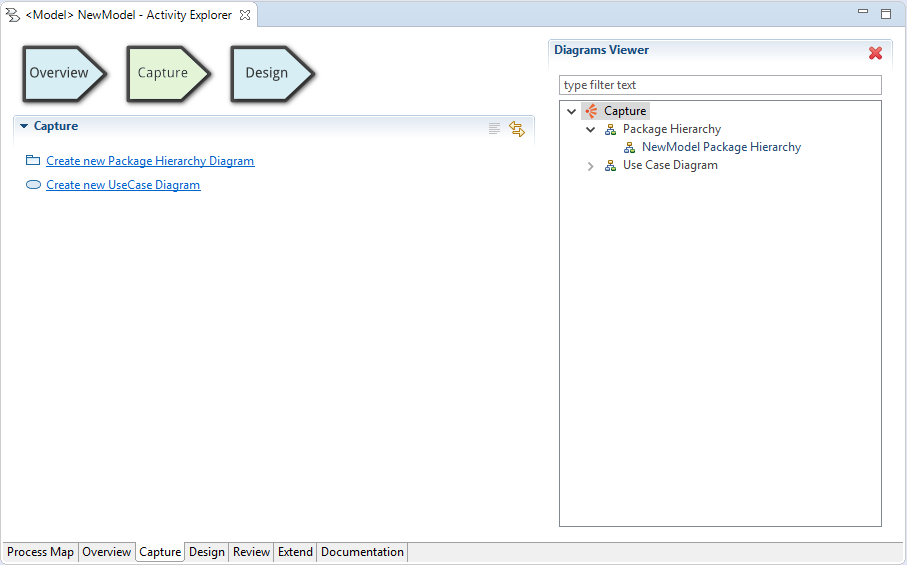 <Model> NewModel - Activity Explorer
Overview
Capture
Design
Capture
Create new Package Hierarchy Diagram
Create new UseCase Diagram
Diagrams Viewer
type filter text
Capture
Package Hierarchy
NewModel Package Hierarchy
Use Case Diagram
Process Map Overview Capture Design Review Extend Documentation